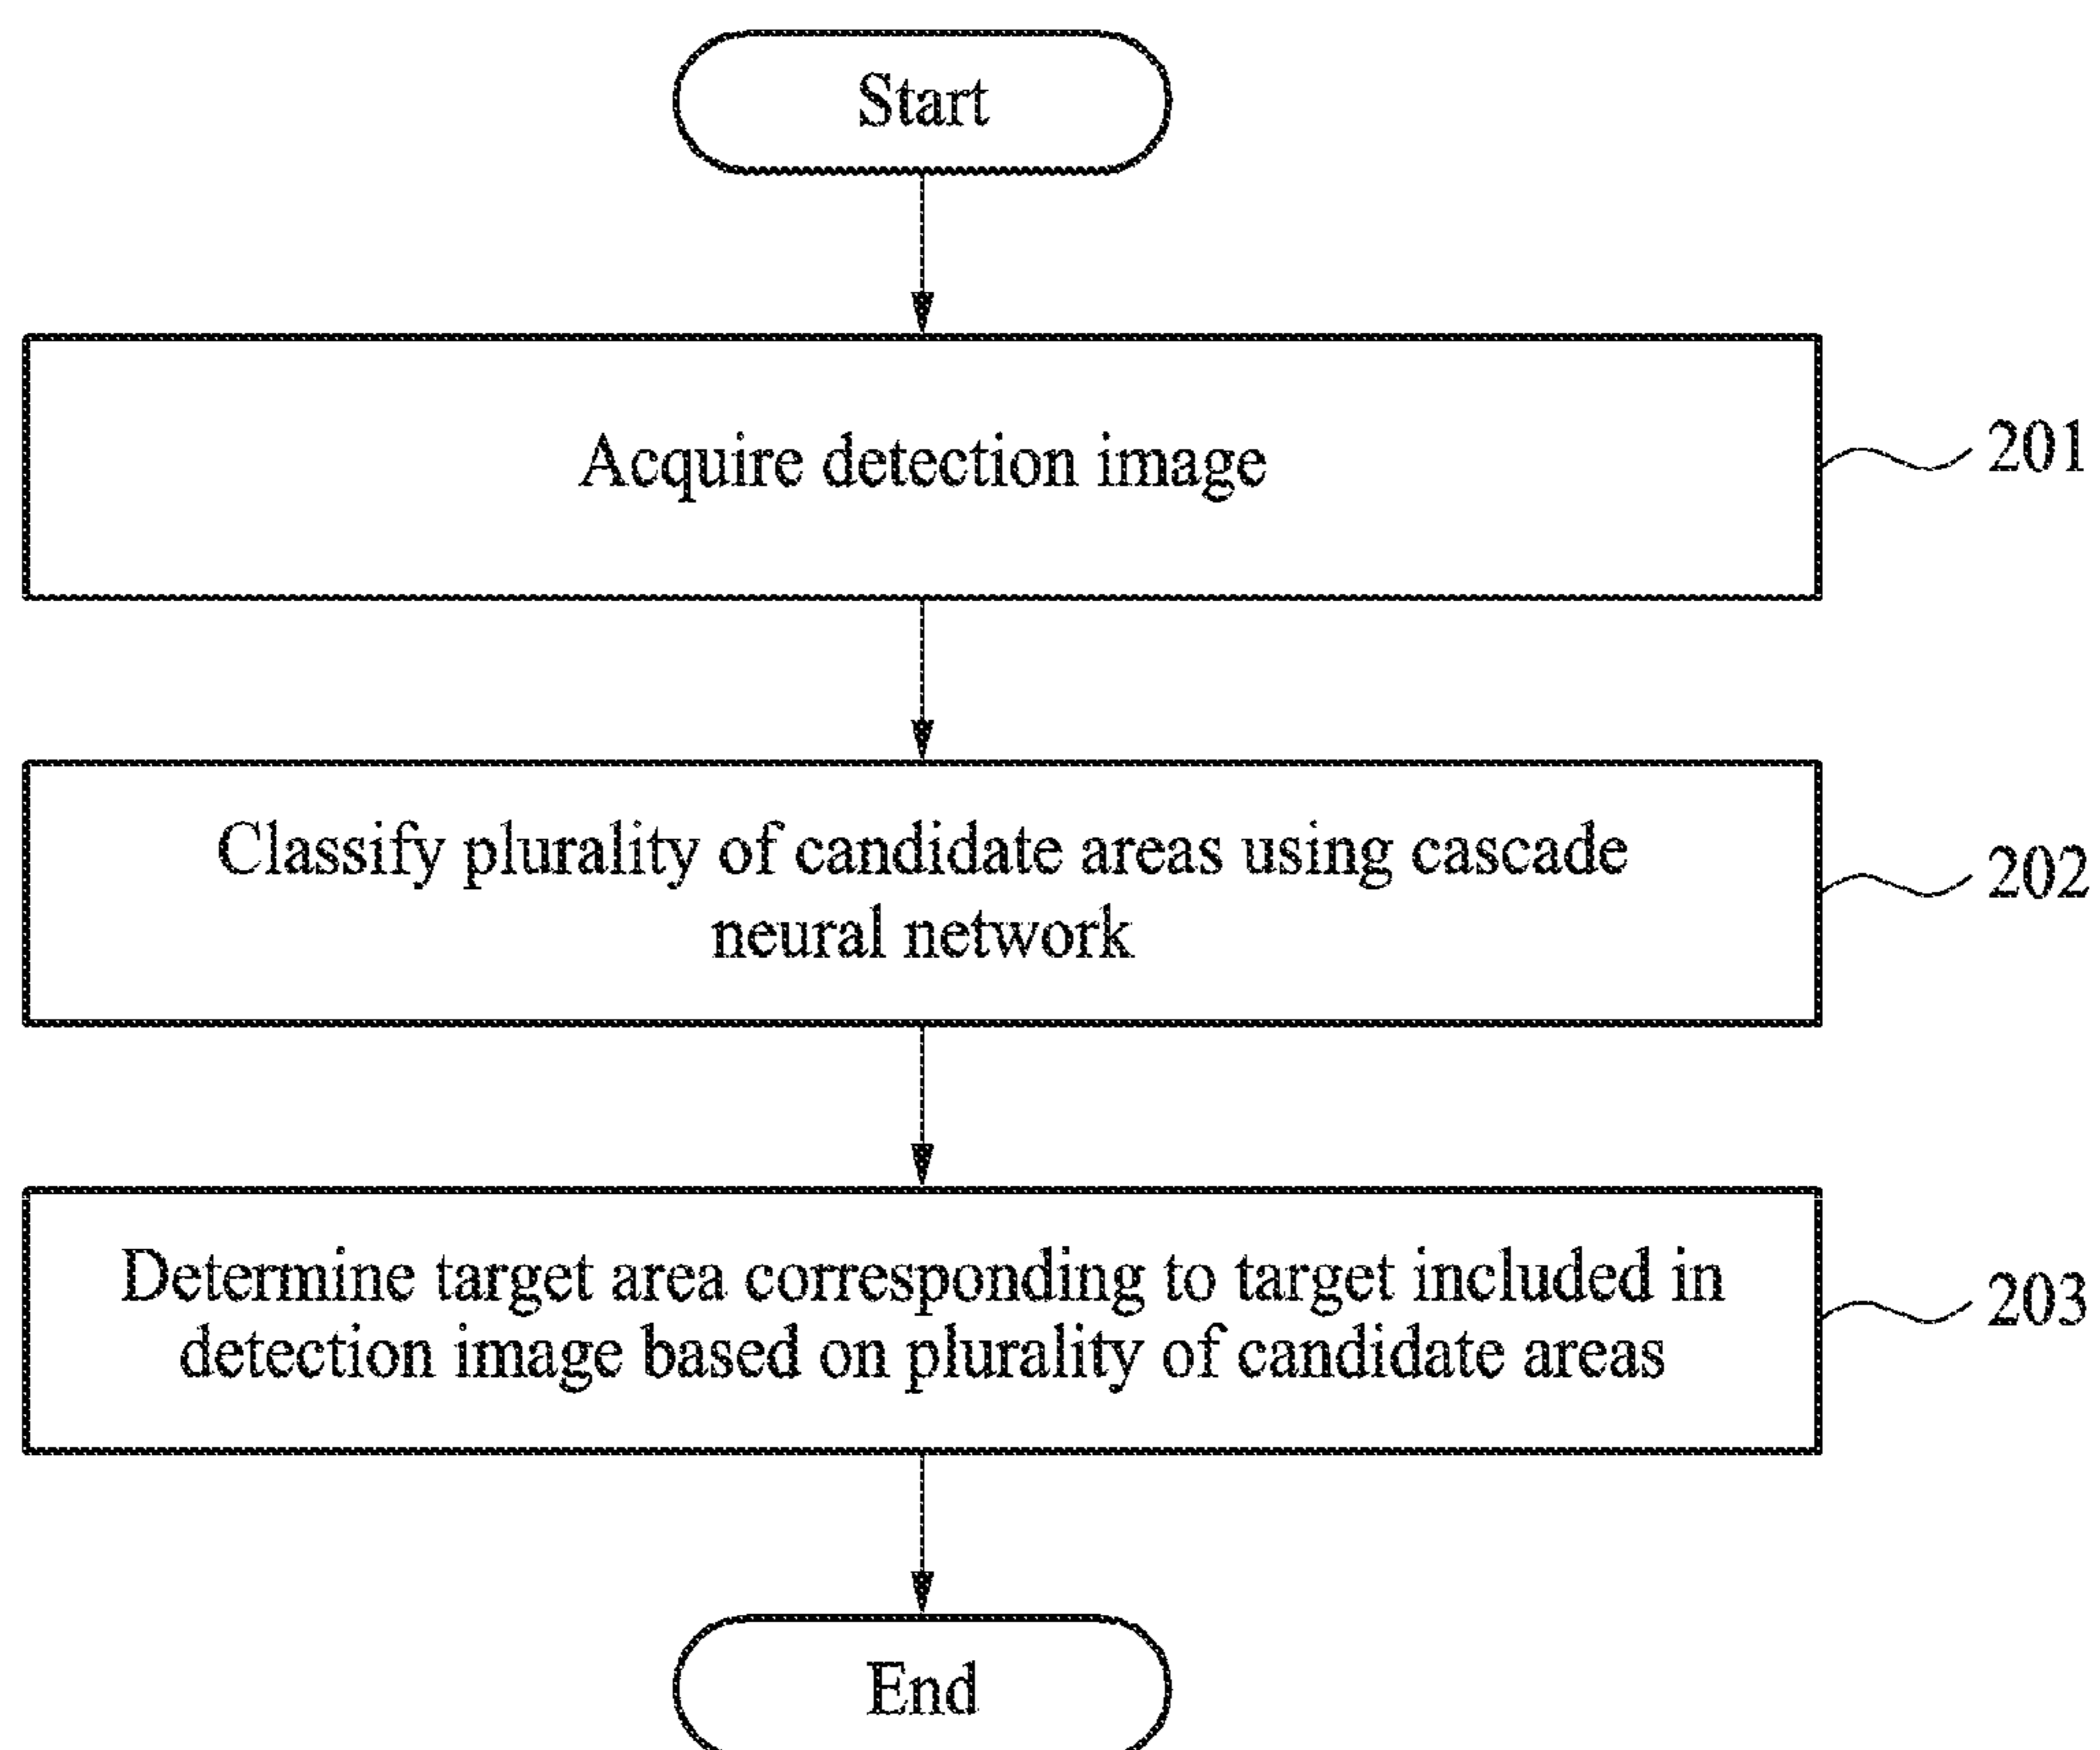 Start
Acquire detection image
201
Classify plurality of candidate areas using cascade
neural network
202
Determine target area corresponding to target included in
detection image based on plurality of candidate areas
203
End